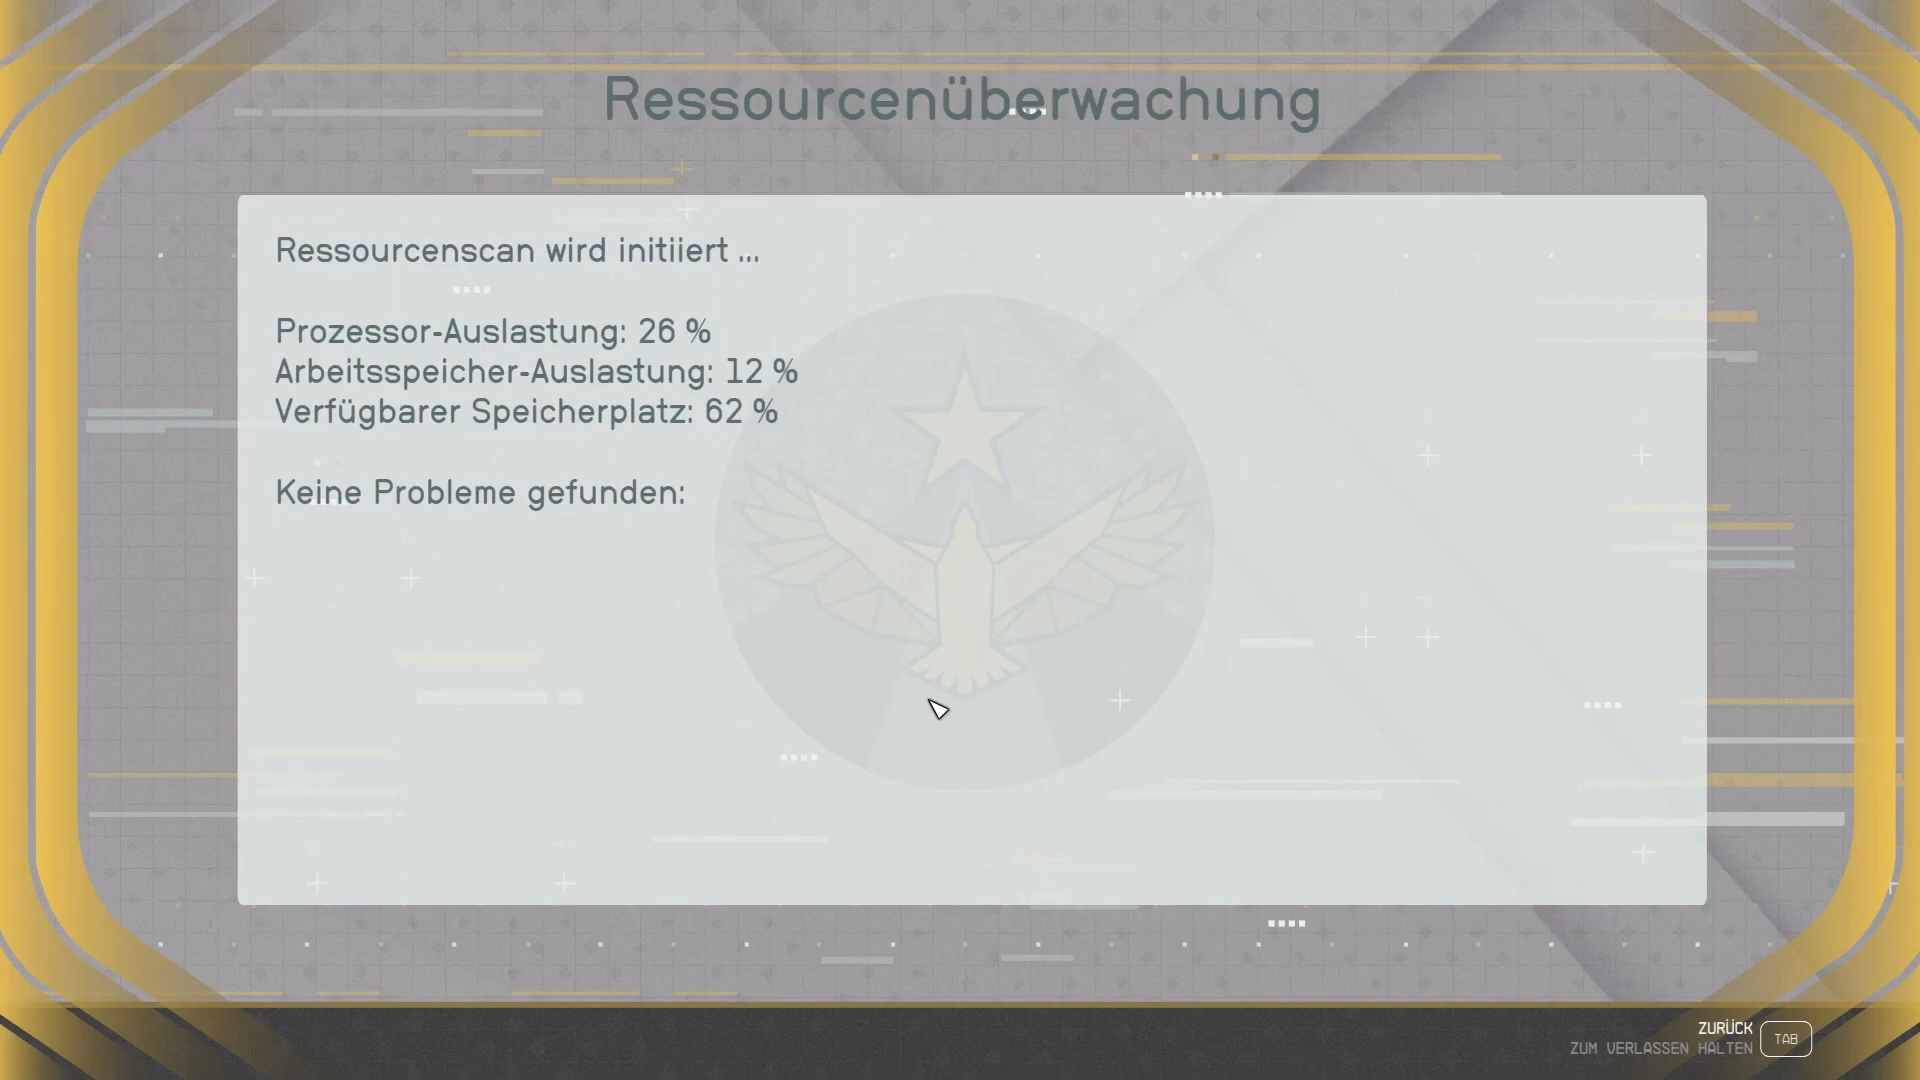 Ressourcenüberwachung
Ressourcenscan wird initiiert ...
Prozessor-Auslastung: 26 %
Arbeitsspeicher-Auslastung: 12 %
Verfügbarer Speicherplatz: 62 %
Keine Probleme gefunden:
ZURÜCK
ZUM VERLASSEN HALTEN
TAB